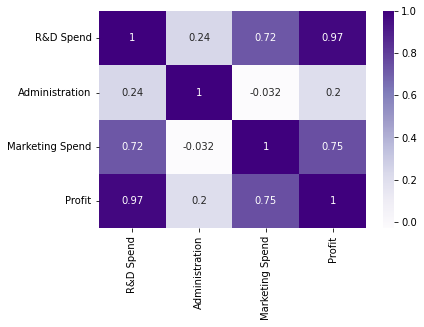 R&D Spend 1 0.24 0.72 0.97
Administration 0.24 1 -0.032 0.2
Marketing Spend 0.72 -0.032 1 0.75
Profit 0.97 0.2 0.75 1
R&D Spend
Administration
Marketing Spend
Profit
1.0
0.8
0.6
0.4
0.2
0.0